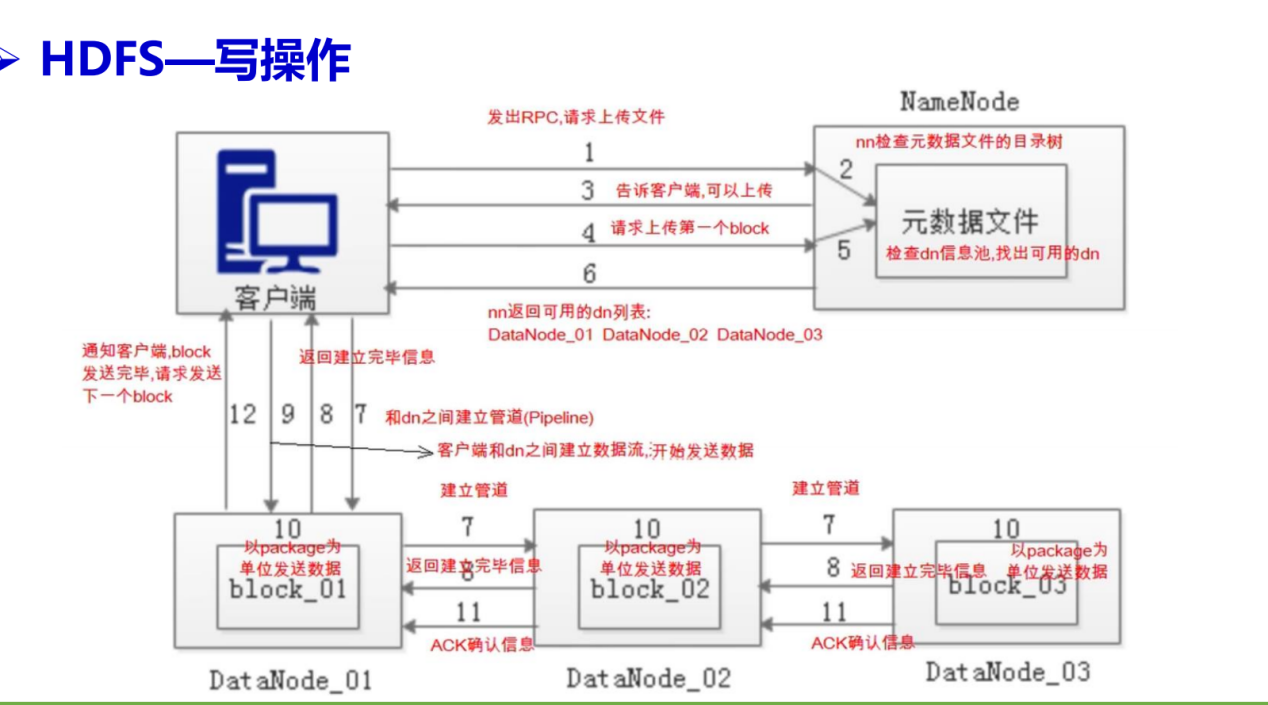 HDFS—写操作
NameNode
发出RPC,请求上传文件
nn检查元数据文件的目录树
1
2
3
告诉客户端,可以上传
4
请求上传第一个block
元数据文件
5
检查dn信息池,找出可用的dn
6
客户端
nn返回可用的dn列表:
DataNode_01 DataNode_02 DataNode_03
通知客户端,block
发送完毕,请求发送
下一个block
返回建立完毕信息
12
9
8
7
和dn之间建立管道(Pipeline)
客户端和dn之间建立数据流,开始发送数据
建立管道
建立管道
10
7
10
7
10
以package为
单位发送数据
以package为
单位发送数据
以package为
单位发送数据
返回建立完毕信息
8
8
返回建立完毕信息
block_01
block_02
block_03
11
11
ACK确认信息
ACK确认信息
DataNode_01
DataNode_02
DataNode_03